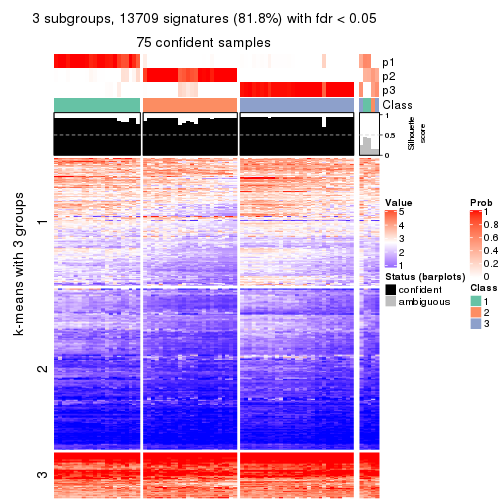 3 subgroups, 13709 signatures (81.8%) with fdr < 0.05
75 confident samples
p1
p2
p3
Class
1
0.5
0
Silhouette
score
k-means with 3 groups
1
2
3
Value
5
4
3
2
1
Status (barplots)
confident
ambiguous
Prob
1
0.8
0.6
0.4
0.2
0
Class
1
2
3